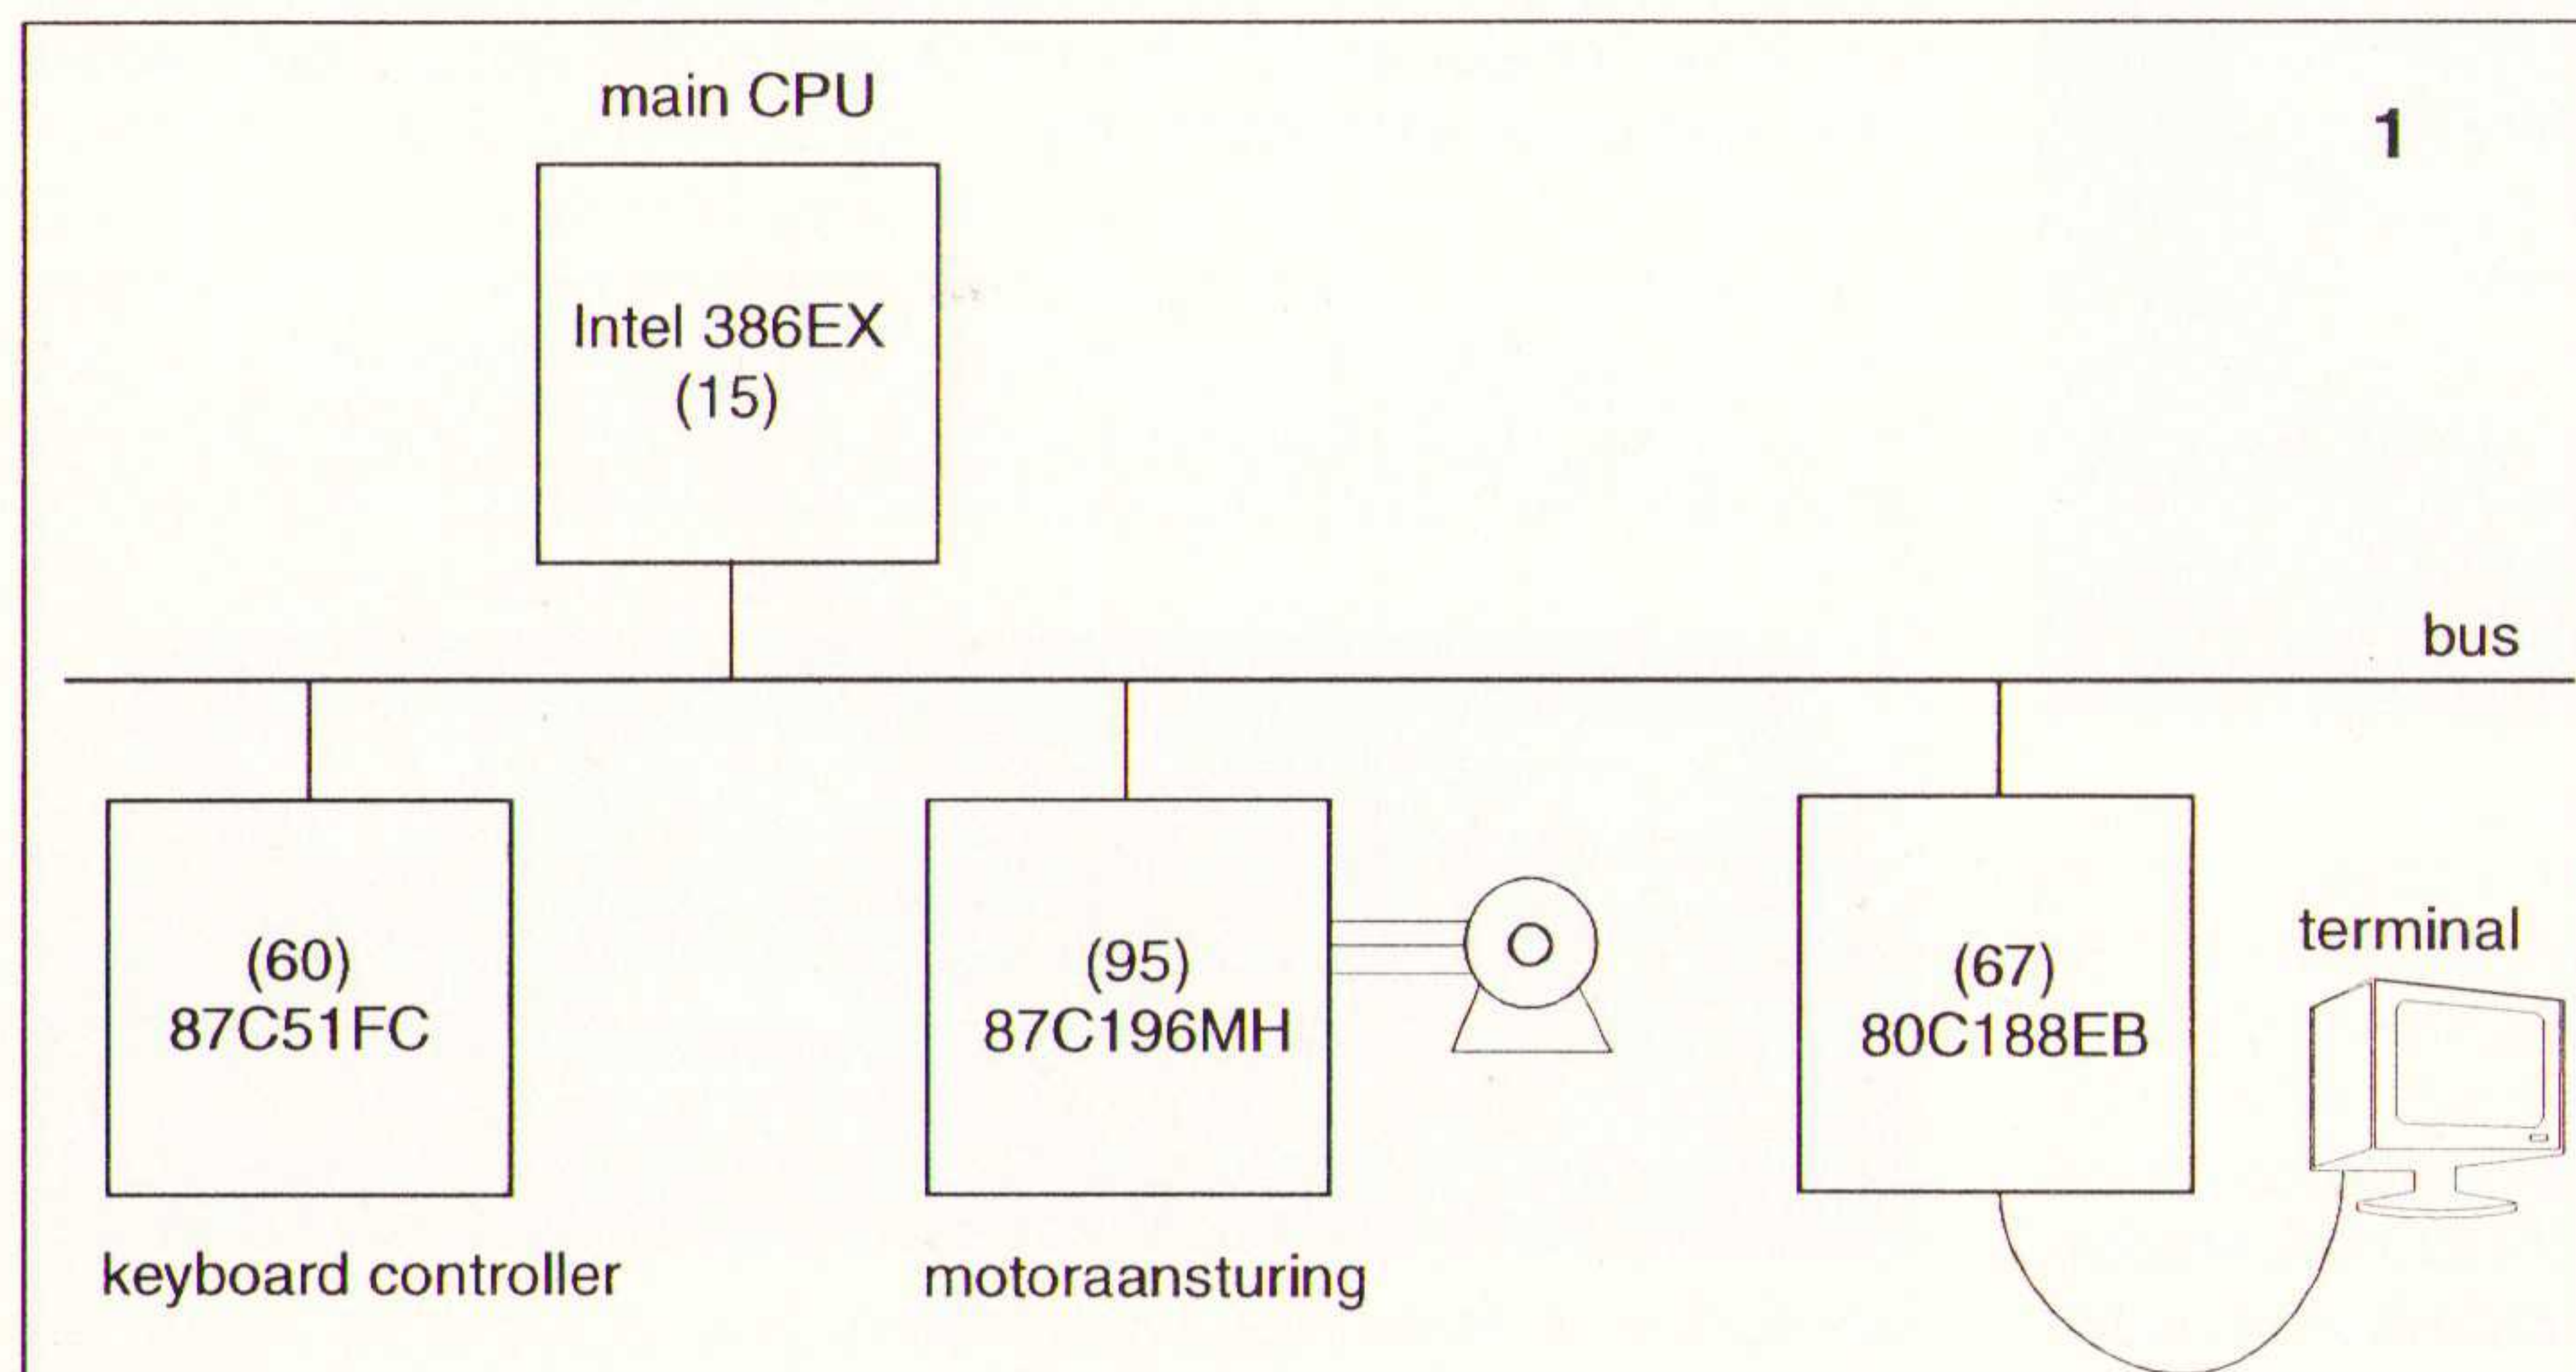 main CPU
1
Intel 386EX
(15)
bus
(60)
87C51FC
(95)
87C196MH
(67)
80C188EB
terminal
keyboard controller
motoraansturing